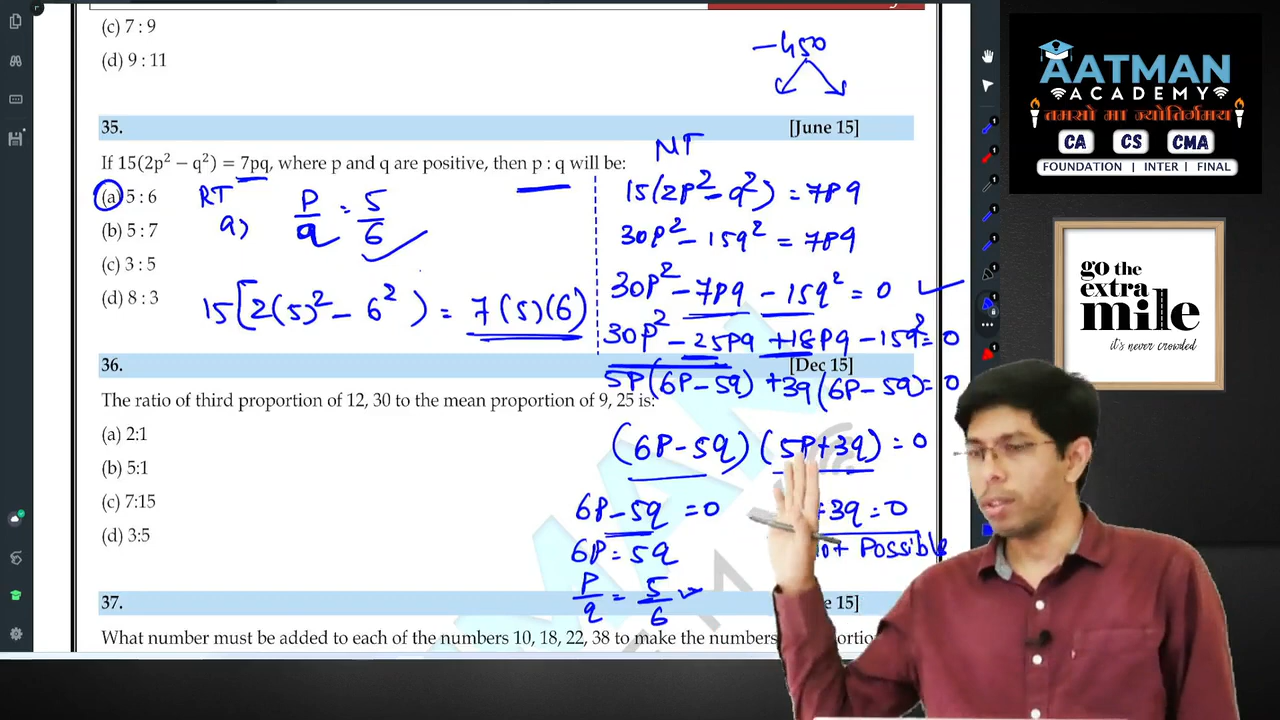 (c) 7 : 9
(d) 9 : 11
-450
35. [June 15]
If 15(2p² − q²) = 7pq, where p and q are positive, then p : q will be:
(a) 5 : 6
(b) 5 : 7
(c) 3 : 5
(d) 8 : 3
RT
a)
P/q = 5/6
15[2(5)² − 6²) = 7(5)(6)
MT
15(2p² − q²) = 7pq
30p² − 15q² = 7pq
30p² − 7pq − 15q² = 0
30p² − 25pq + 18pq − 15q² = 0
5p(6p − 5q) + 3q(6p − 5q) = 0
(6p − 5q) (5p + 3q) = 0
6p − 5q = 0
6p = 5q
P/q = 5/6
3q = 0
Possible
36. [Dec 15]
The ratio of third proportion of 12, 30 to the mean proportion of 9, 25 is:
(a) 2:1
(b) 5:1
(c) 7:15
(d) 3:5
37. 15]
What number must be added to each of the numbers 10, 18, 22, 38 to make the numbers
AATMAN
ACADEMY
तमसो मा ज्योतिर्गमय
CA CS CMA
FOUNDATION | INTER | FINAL
go the
extra
mile
it's never crowded